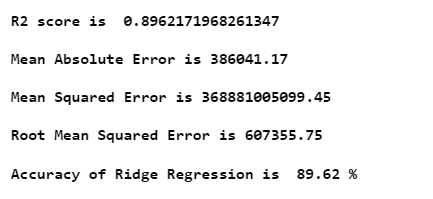 R2 score is  0.8962171968261347
Mean Absolute Error is 386041.17
Mean Squared Error is 368881005099.45
Root Mean Squared Error is 607355.75
Accuracy of Ridge Regression is  89.62 %